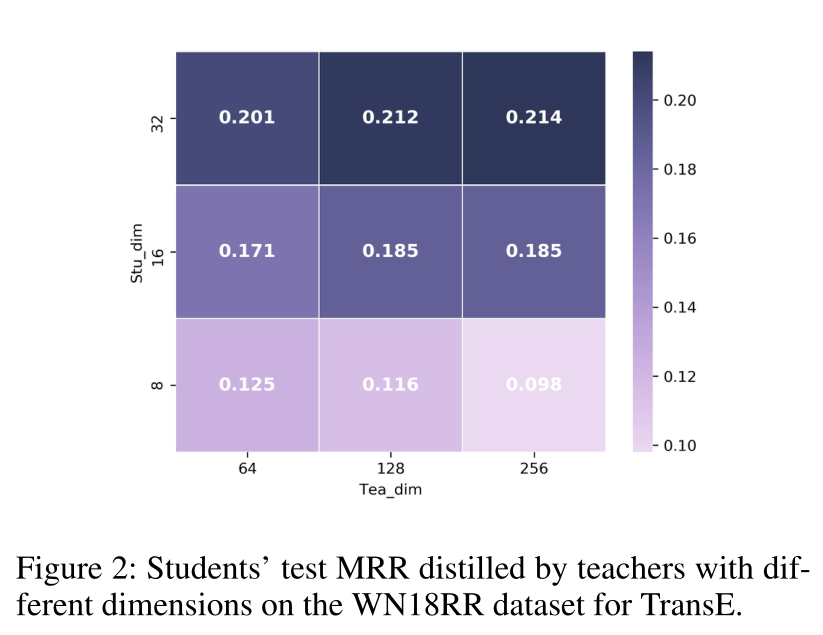 0.201 0.212 0.214 0.20
32
0.18
0.171 0.185 0.185 0.16
Stu_dim
16
0.14
0.125 0.116 0.098 0.12
8
0.10
64 128 256
Tea_dim
Figure 2: Students’ test MRR distilled by teachers with dif-
ferent dimensions on the WN18RR dataset for TransE.